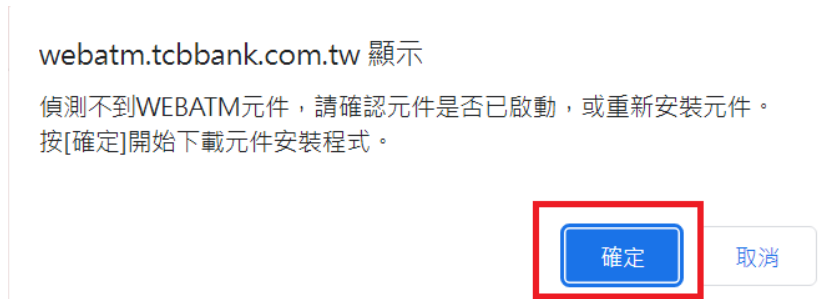 webatm.tcbbank.com.tw 顯示
偵測不到WEBATM元件，請確認元件是否已啟動，或重新安裝元件。
按[確定]開始下載元件安裝程式。
確定
取消